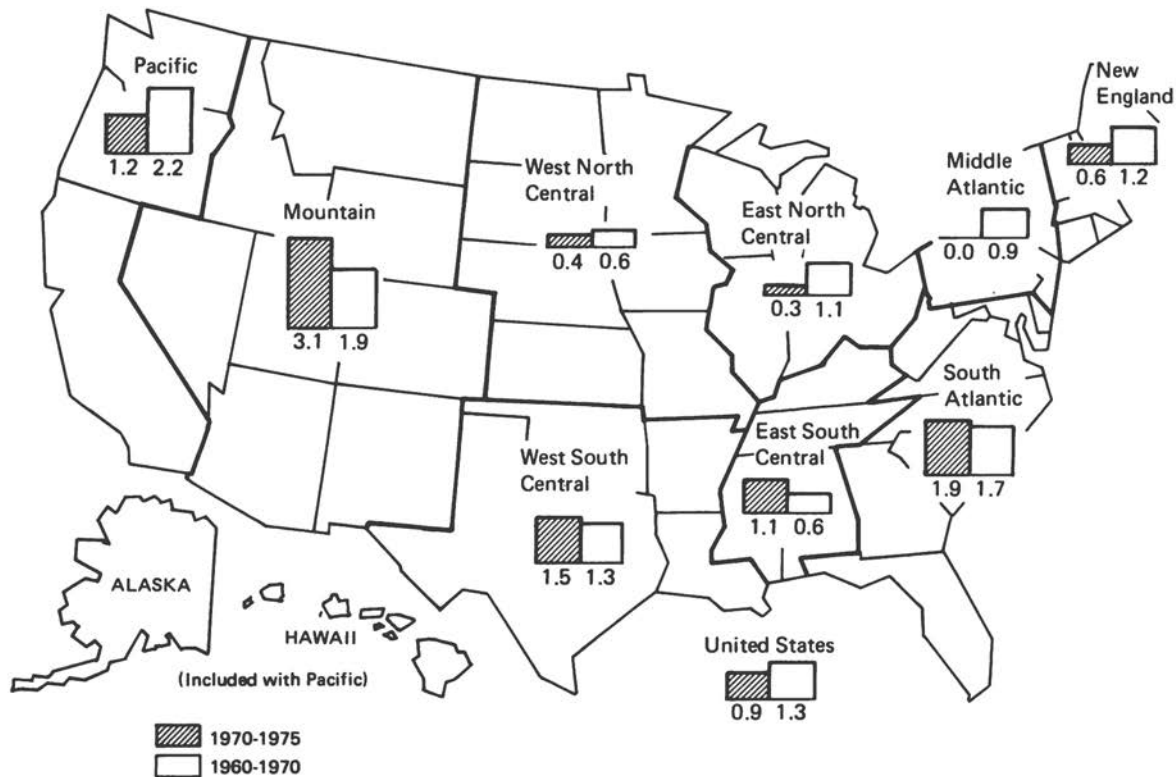 Pacific
1.2 2.2
Mountain
3.1 1.9
West North
Central
0.4 0.6
East North
Central
0.3 1.1
Middle
Atlantic
0.0 0.9
New
England
0.6 1.2
West South
Central
1.5 1.3
East South
Central
1.1 0.6
South
Atlantic
1.9 1.7
ALASKA
HAWAII
(Included with Pacific)
United States
0.9 1.3
1970-1975
1960-1970